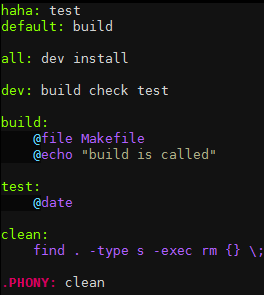 haha: test
default: build
all: dev install
dev: build check test
build:
@file Makefile
@echo "build is called"
test:
@date
clean:
find . -type s -exec rm {} \;
.PHONY: clean